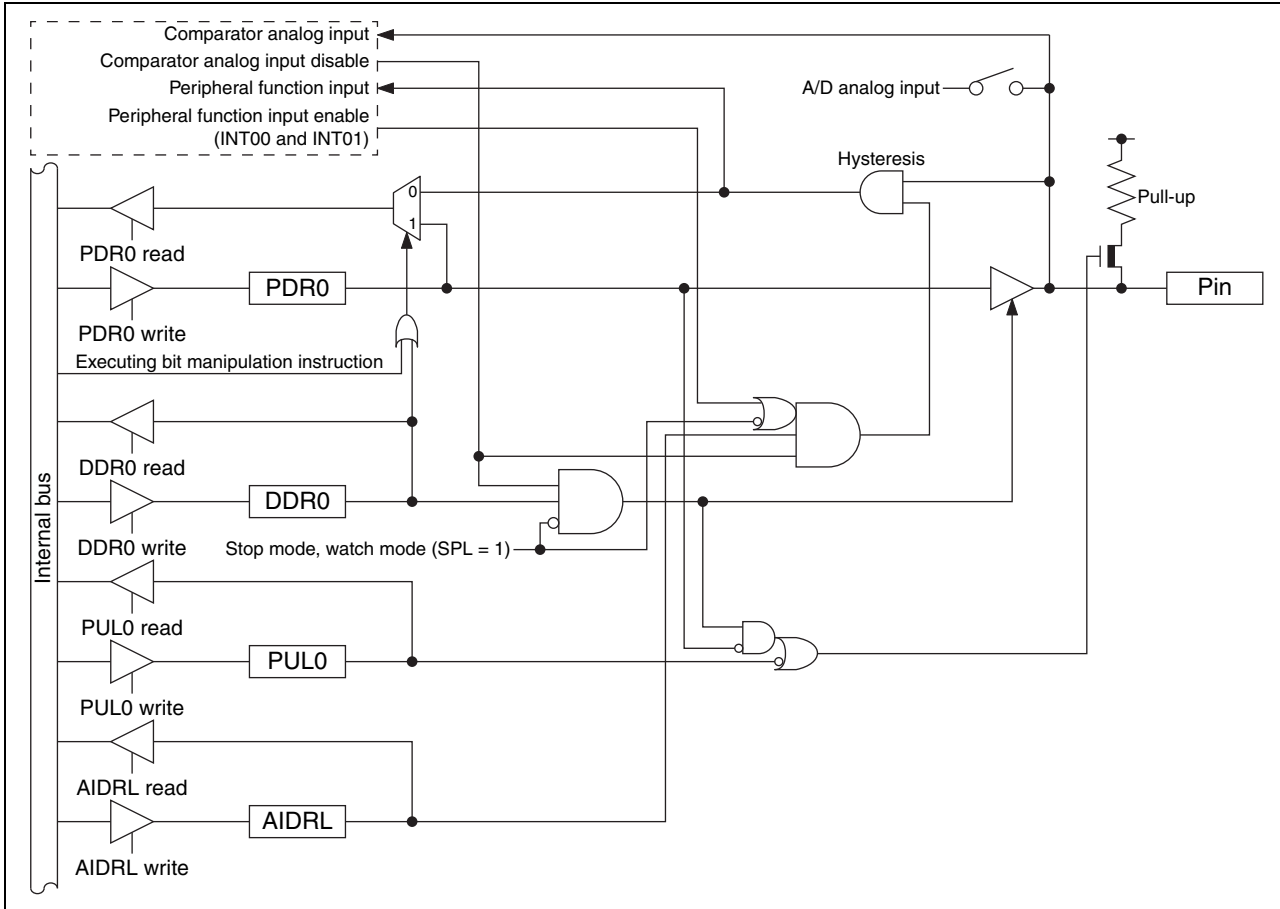 Comparator analog input
Comparator analog input disable
Peripheral function input
Peripheral function input enable
(INT00 and INT01)
A/D analog input
Hysteresis
Pull-up
0
1
PDR0 read
PDR0
Pin
PDR0 write
Executing bit manipulation instruction
DDR0 read
DDR0
DDR0 write
Stop mode, watch mode (SPL = 1)
Internal bus
PUL0 read
PUL0
PUL0 write
AIDRL read
AIDRL
AIDRL write